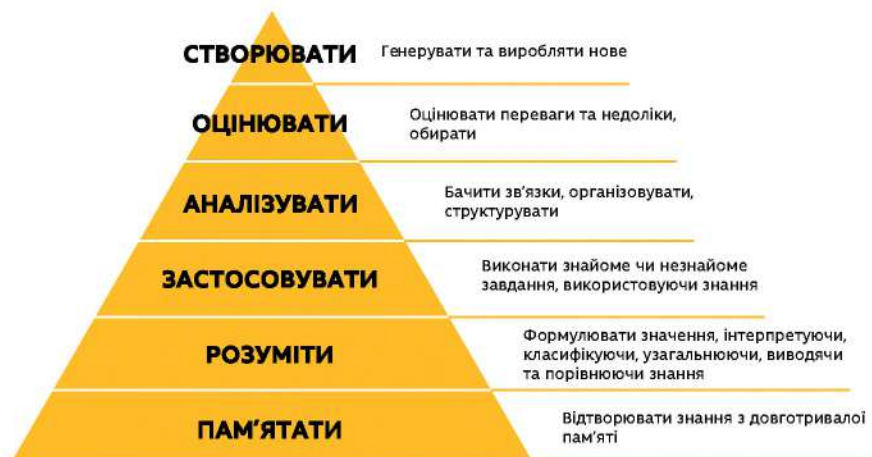 СТВОРЮВАТИ
Генерувати та виробляти нове
ОЦІНЮВАТИ
Оцінювати переваги та недоліки,
обирати
АНАЛІЗУВАТИ
Бачити зв'язки, організовувати,
структурувати
ЗАСТОСОВУВАТИ
Виконати знайоме чи незнайоме
завдання, використовуючи знання
РОЗУМІТИ
Формулювати значення, інтерпретуючи,
класифікуючи, узагальнюючи, виводячи
та порівнюючи знання
ПАМ'ЯТАТИ
Відтворювати знання з довготривалої
пам'яті